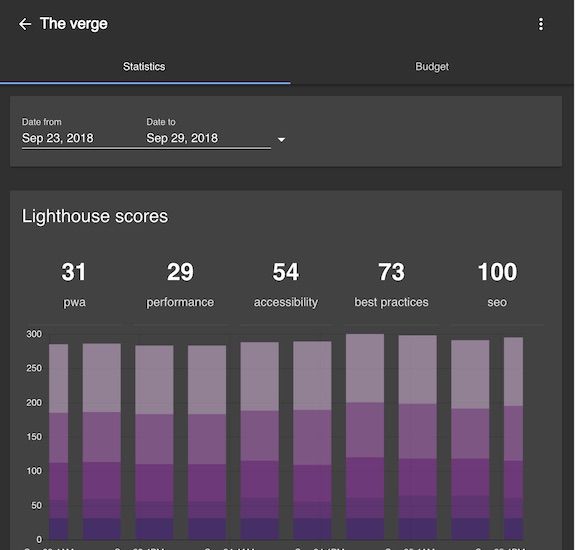 The verge
Statistics Budget
Date from Date to
Sep 23, 2018 Sep 29, 2018
Lighthouse scores
31 29 54 73 100
pwa performance accessibility best practices seo
300
250
200
150
100
50
0